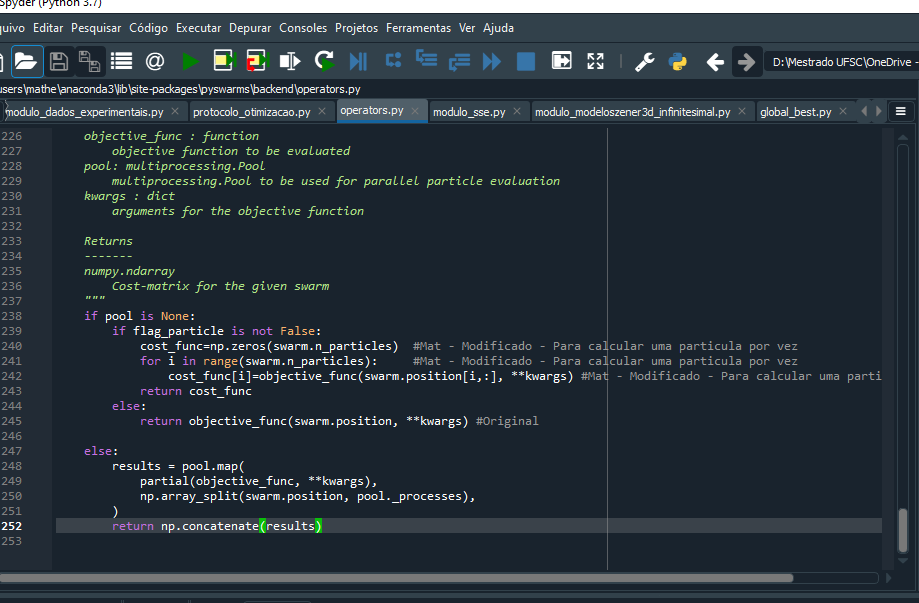 Spyder (Python 3.7)
quivo Editar Pesquisar Código Executar Depurar Consoles Projetos Ferramentas Ver Ajuda
D:\Mestrado UFSC\OneDrive -
users\mathe\anaconda3\lib\site-packages\pyswarms\backend\operators.py
modulo_dados_experimentais.py × protocolo_otimizacao.py × operators.py × modulo_sse.py × modulo_modeloszener3d_infinitesimal.py × global_best.py ×
226 objective_func : function
227 objective function to be evaluated
228 pool: multiprocessing.Pool
229 multiprocessing.Pool to be used for parallel particle evaluation
230 kwargs : dict
231 arguments for the objective function
232
233 Returns
234 -------
235 numpy.ndarray
236 Cost-matrix for the given swarm
237 """
238 if pool is None:
239 if flag_particle is not False:
240 cost_func=np.zeros(swarm.n_particles) #Mat - Modificado - Para calcular uma particula por vez
241 for i in range(swarm.n_particles): #Mat - Modificado - Para calcular uma particula por vez
242 cost_func[i]=objective_func(swarm.position[i,:], **kwargs) #Mat - Modificado - Para calcular uma parti
243 return cost_func
244 else:
245 return objective_func(swarm.position, **kwargs) #Original
246
247 else:
248 results = pool.map(
249 partial(objective_func, **kwargs),
250 np.array_split(swarm.position, pool._processes),
251 )
252 return np.concatenate(results)
253